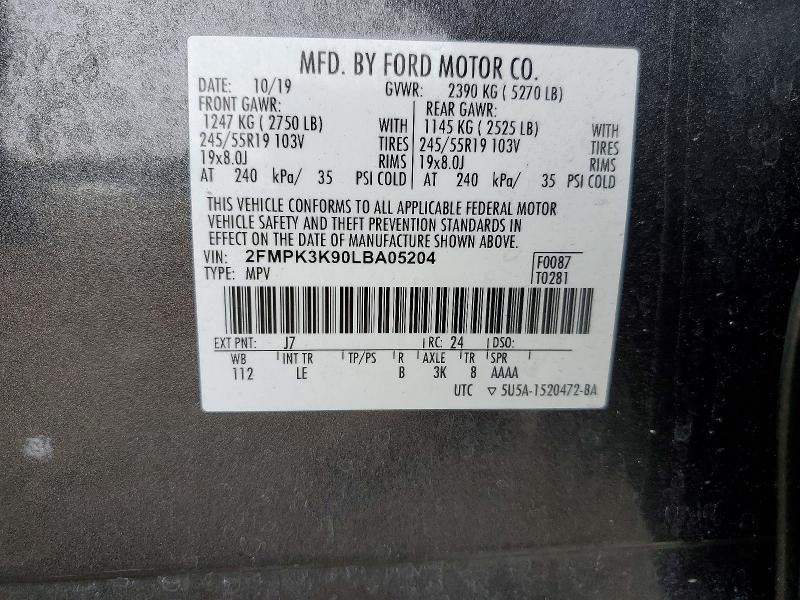 MFD. BY FORD MOTOR CO.
DATE: 10/19 GVWR: 2390 KG ( 5270 LB)
FRONT GAWR: REAR GAWR:
1247 KG ( 2750 LB) WITH 1145 KG ( 2525 LB) WITH
245/55R19 103V TIRES 245/55R19 103V TIRES
19x8.0J RIMS 19x8.0J RIMS
AT 240 kPa/ 35 PSI COLD AT 240 kPa/ 35 PSI COLD
THIS VEHICLE CONFORMS TO ALL APPLICABLE FEDERAL MOTOR
VEHICLE SAFETY AND THEFT PREVENTION STANDARDS IN
EFFECT ON THE DATE OF MANUFACTURE SHOWN ABOVE.
VIN: 2FMPK3K90LBA05204 F0087
TYPE: MPV T0281
EXT PNT: J7 RC: 24 DSO:
WB INT TR TP/PS R AXLE TR SPR
112 LE B 3K 8 AAAA
UTC ▽ 5U5A-1520472-BA